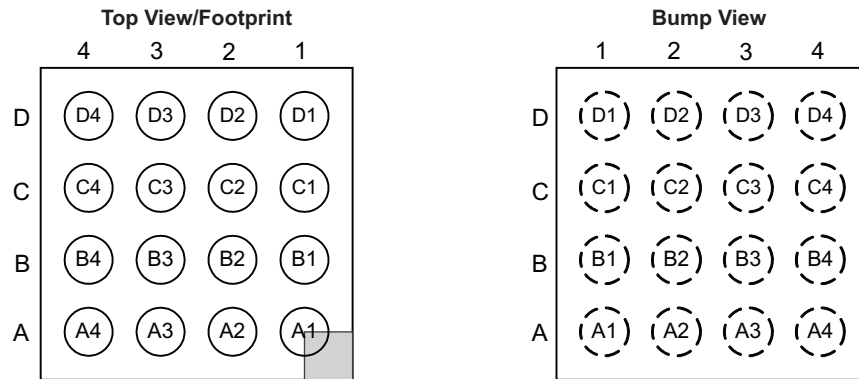 Top View/Footprint
4 3 2 1
D D4 D3 D2 D1
C C4 C3 C2 C1
B B4 B3 B2 B1
A A4 A3 A2 A1
Bump View
1 2 3 4
D D1 D2 D3 D4
C C1 C2 C3 C4
B B1 B2 B3 B4
A A1 A2 A3 A4